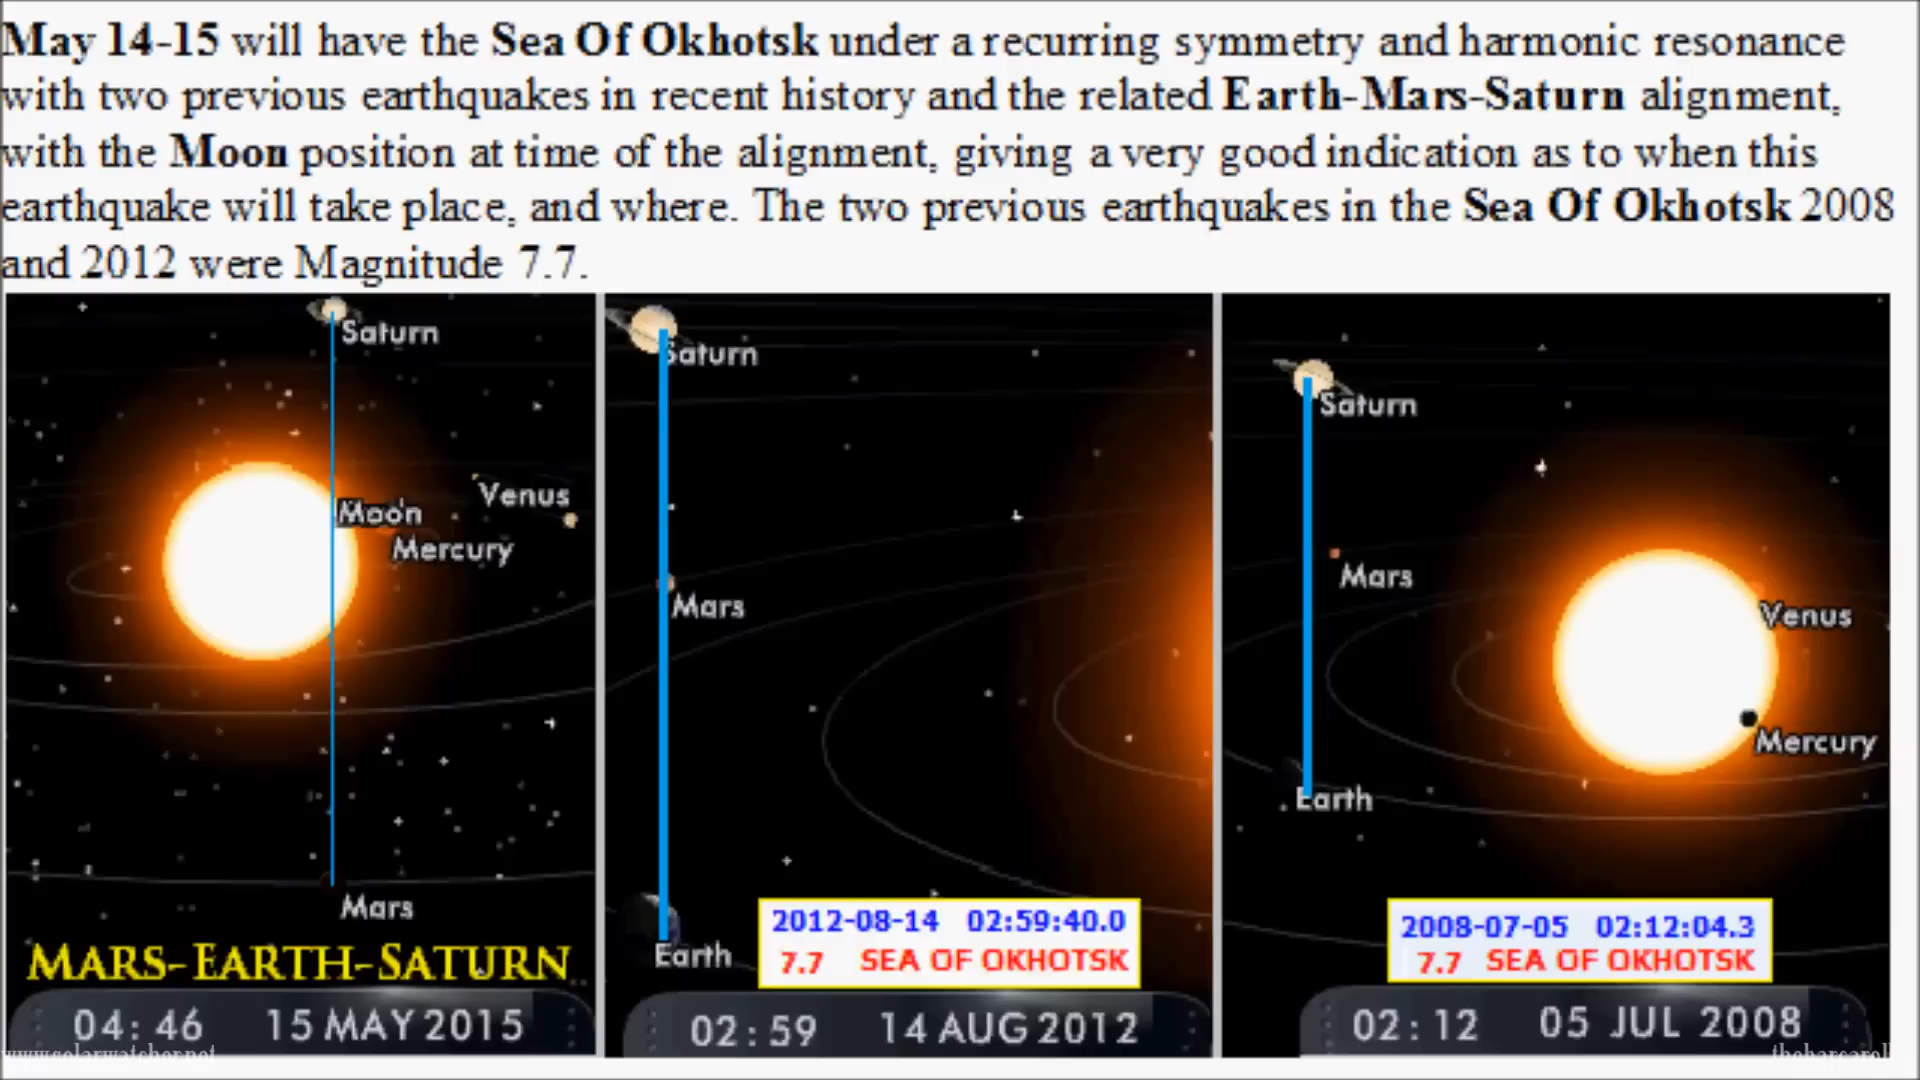 May 14-15 will have the Sea Of Okhotsk under a recurring symmetry and harmonic resonance
with two previous earthquakes in recent history and the related Earth-Mars-Saturn alignment,
with the Moon position at time of the alignment, giving a very good indication as to when this
earthquake will take place, and where. The two previous earthquakes in the Sea Of Okhotsk 2008
and 2012 were Magnitude 7.7.
Saturn
Moon
Venus
Mercury
Mars
MARS-EARTH-SATURN
04:46 15 MAY 2015
Saturn
Mars
Earth
2012-08-14 02:59:40.0
7.7 SEA OF OKHOTSK
02:59 14 AUG 2012
Saturn
Mars
Venus
Mercury
Earth
2008-07-05 02:12:04.3
7.7 SEA OF OKHOTSK
02:12 05 JUL 2008
www.solarwatcher.net